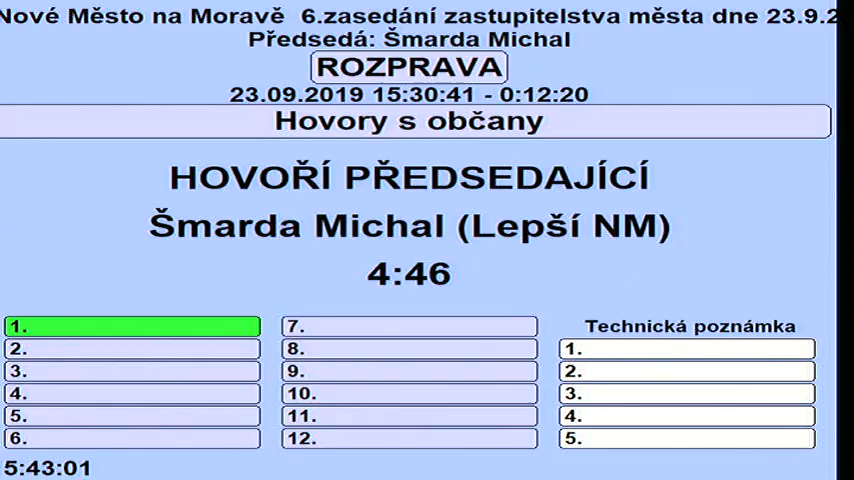 Nové Město na Moravě 6.zasedání zastupitelstva města dne 23.9.2
Předsedá: Šmarda Michal
ROZPRAVA
23.09.2019 15:30:41 - 0:12:20
Hovory s občany
HOVOŘÍ PŘEDSEDAJÍCÍ
Šmarda Michal (Lepší NM)
4:46
1.
2.
3.
4.
5.
6.
7.
8.
9.
10.
11.
12.
Technická poznámka
1.
2.
3.
4.
5.
5:43:01